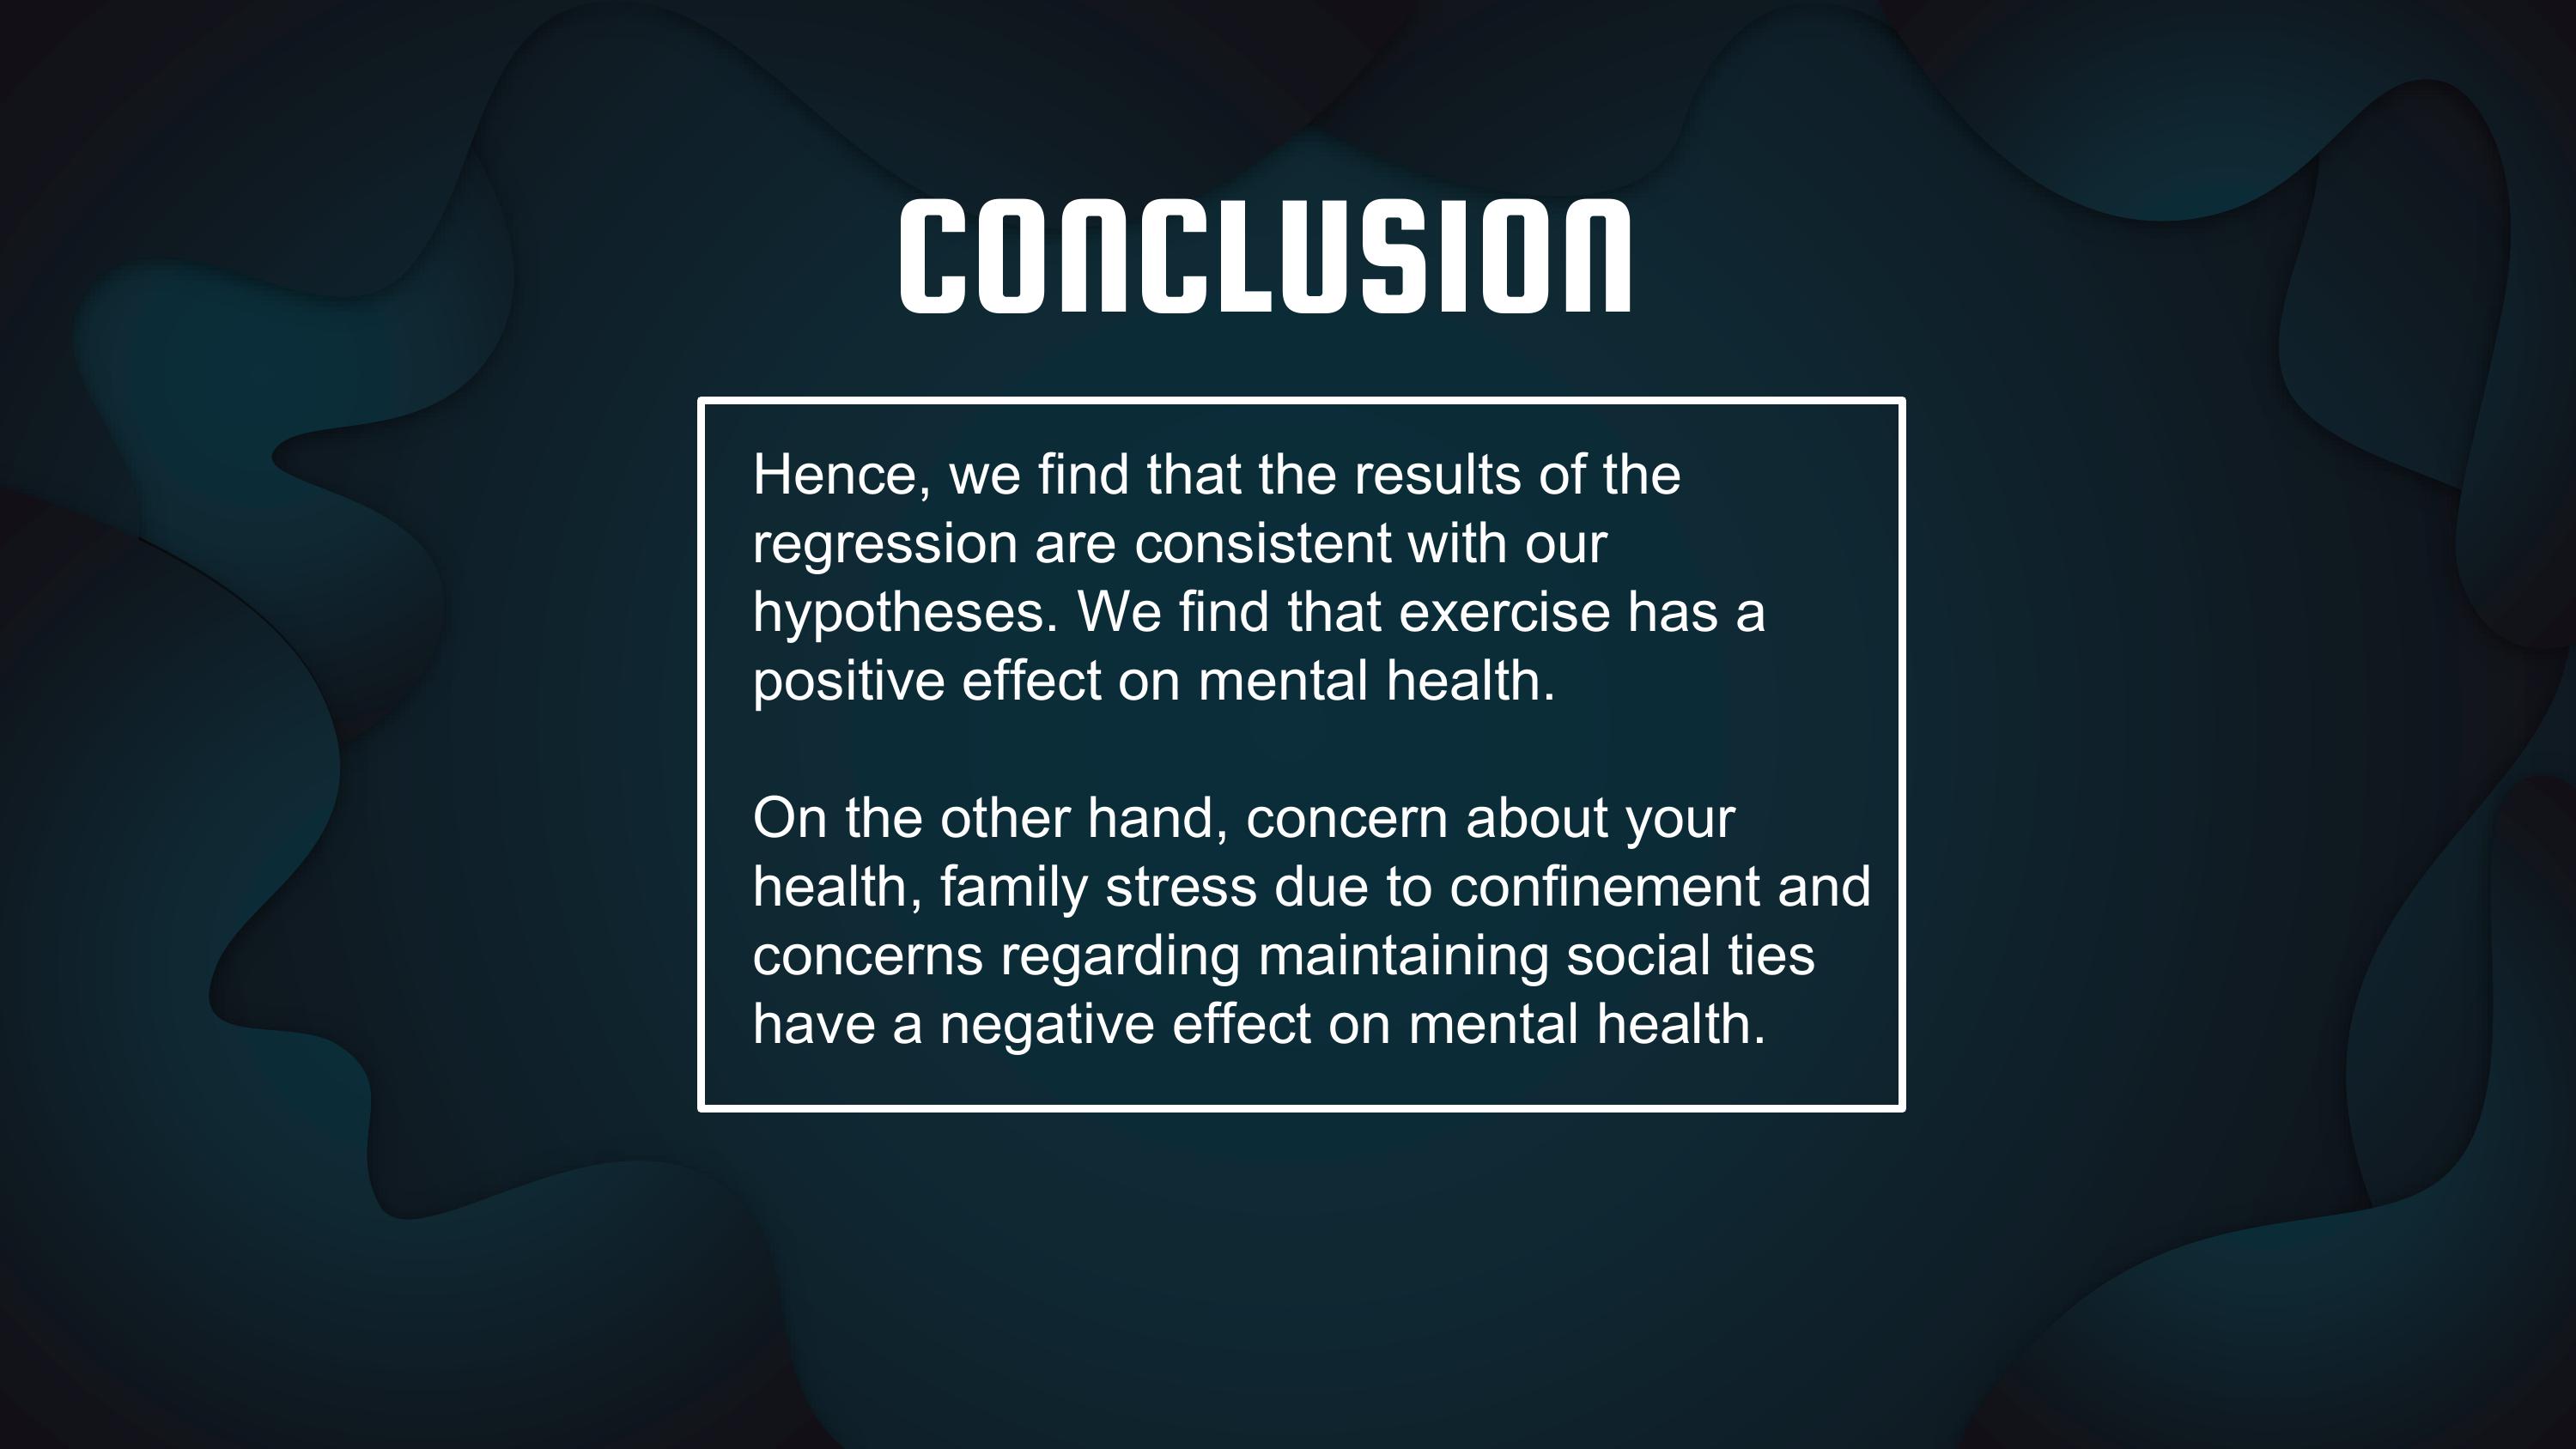 CONCLUSION
Hence, we find that the results of the
regression are consistent with our
hypotheses. We find that exercise has a
positive effect on mental health.
On the other hand, concern about your
health, family stress due to confinement and
concerns regarding maintaining social ties
have a negative effect on mental health.